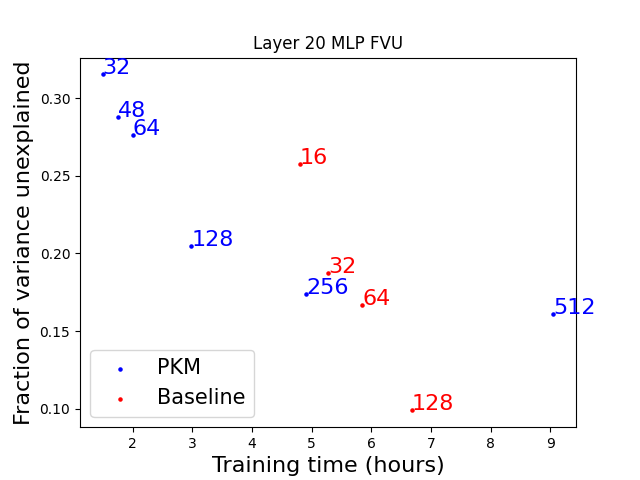 Layer 20 MLP FVU
Fraction of variance unexplained
0.30
0.25
0.20
0.15
0.10
32
48
64
16
128
32
256
64
512
128
PKM
Baseline
2 3 4 5 6 7 8 9
Training time (hours)